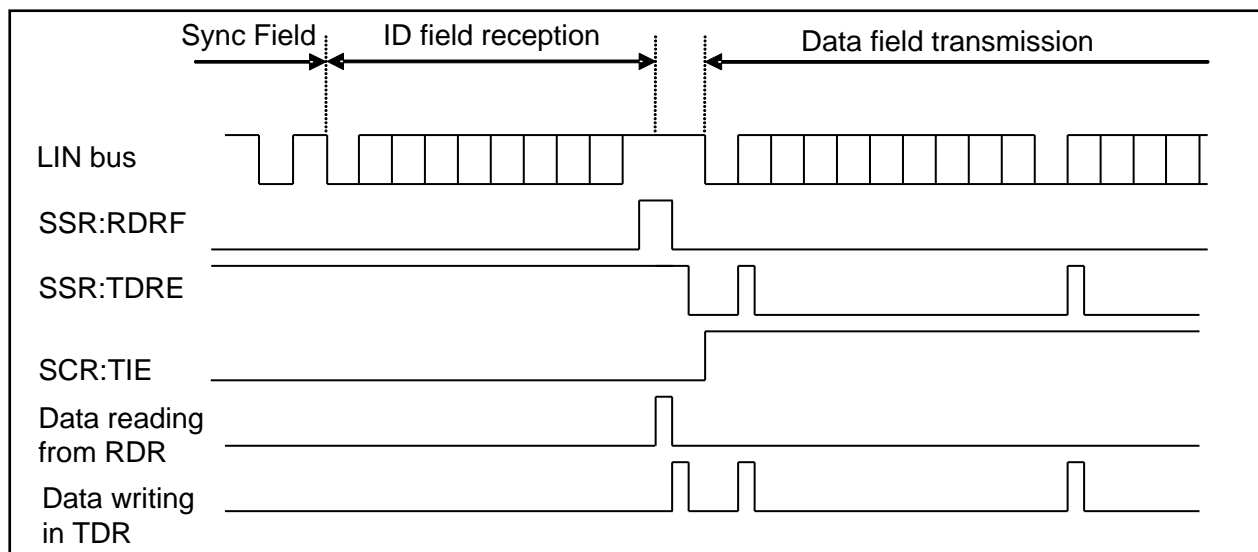 Sync Field
ID field reception
Data field transmission
LIN bus
SSR:RDRF
SSR:TDRE
SCR:TIE
Data reading
from RDR
Data writing
in TDR